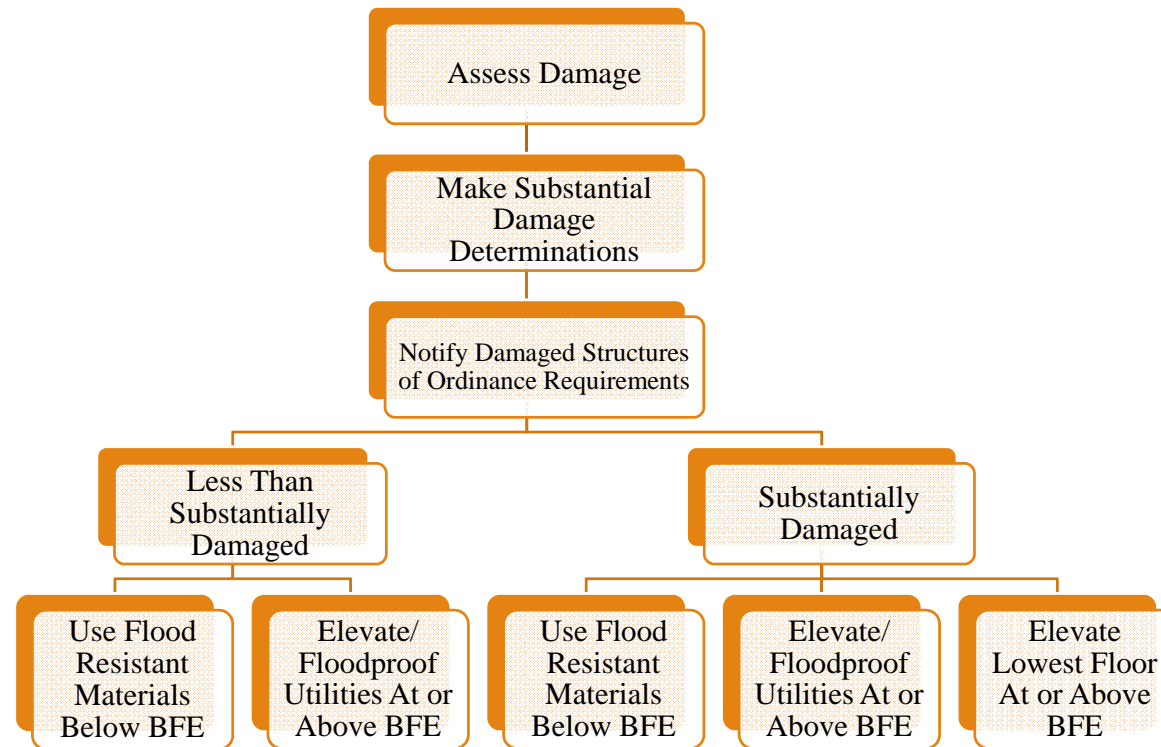 Assess Damage
Make Substantial
Damage
Determinations
Notify Damaged Structures
of Ordinance Requirements
Less Than
Substantially
Damaged
Substantially
Damaged
Use Flood
Resistant
Materials
Below BFE
Elevate/
Floodproof
Utilities At or
Above BFE
Use Flood
Resistant
Materials
Below BFE
Elevate/
Floodproof
Utilities At or
Above BFE
Elevate
Lowest Floor
At or Above
BFE